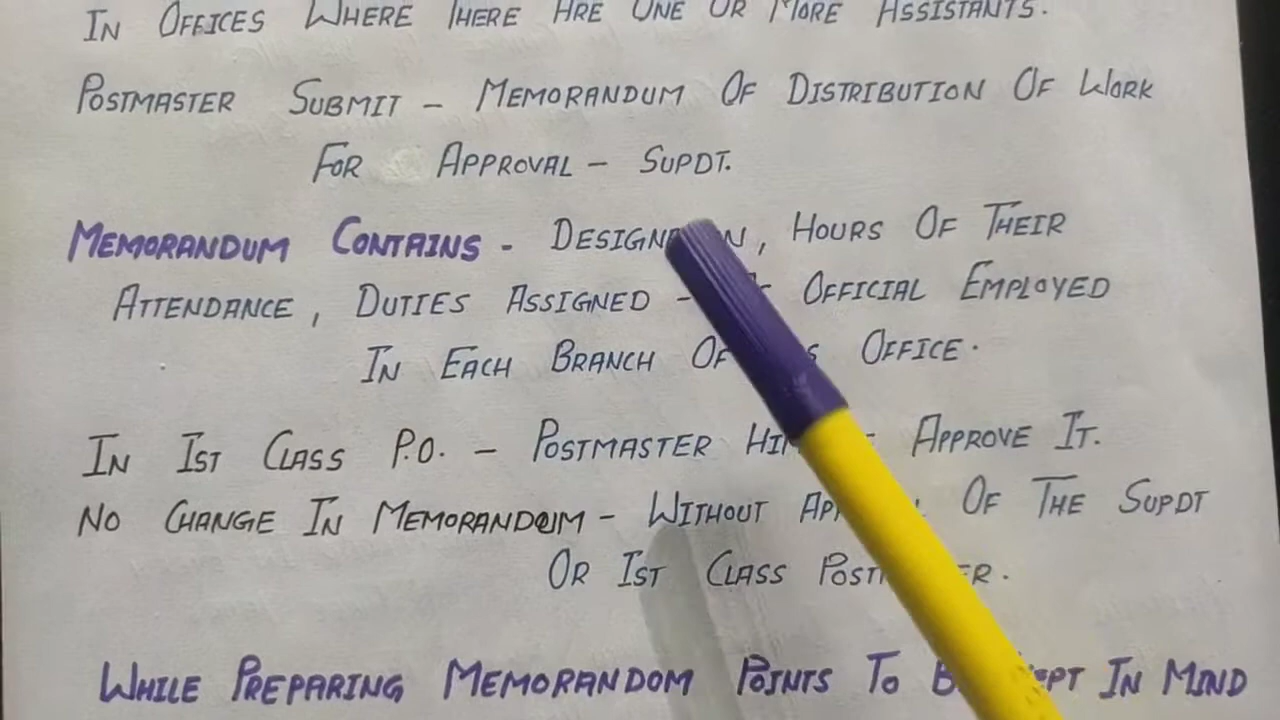 IN OFFICES WHERE THERE ARE ONE OR MORE ASSISTANTS.
POSTMASTER SUBMIT - MEMORANDUM OF DISTRIBUTION OF WORK
FOR APPROVAL - SUPDT.
MEMORANDUM CONTAINS - , HOURS OF THEIR
ATTENDANCE, DUTIES ASSIGNED - OFFICIAL EMPLOYED
IN EACH BRANCH OF OFFICE.
IN IST CLASS P.O. - POSTMASTER APPROVE IT.
NO CHANGE IN MEMORANDUM - WITHOUT OF THE SUPDT
OR IST CLASS
WHILE PREPARING MEMORANDUM POINTS TO IN MIND